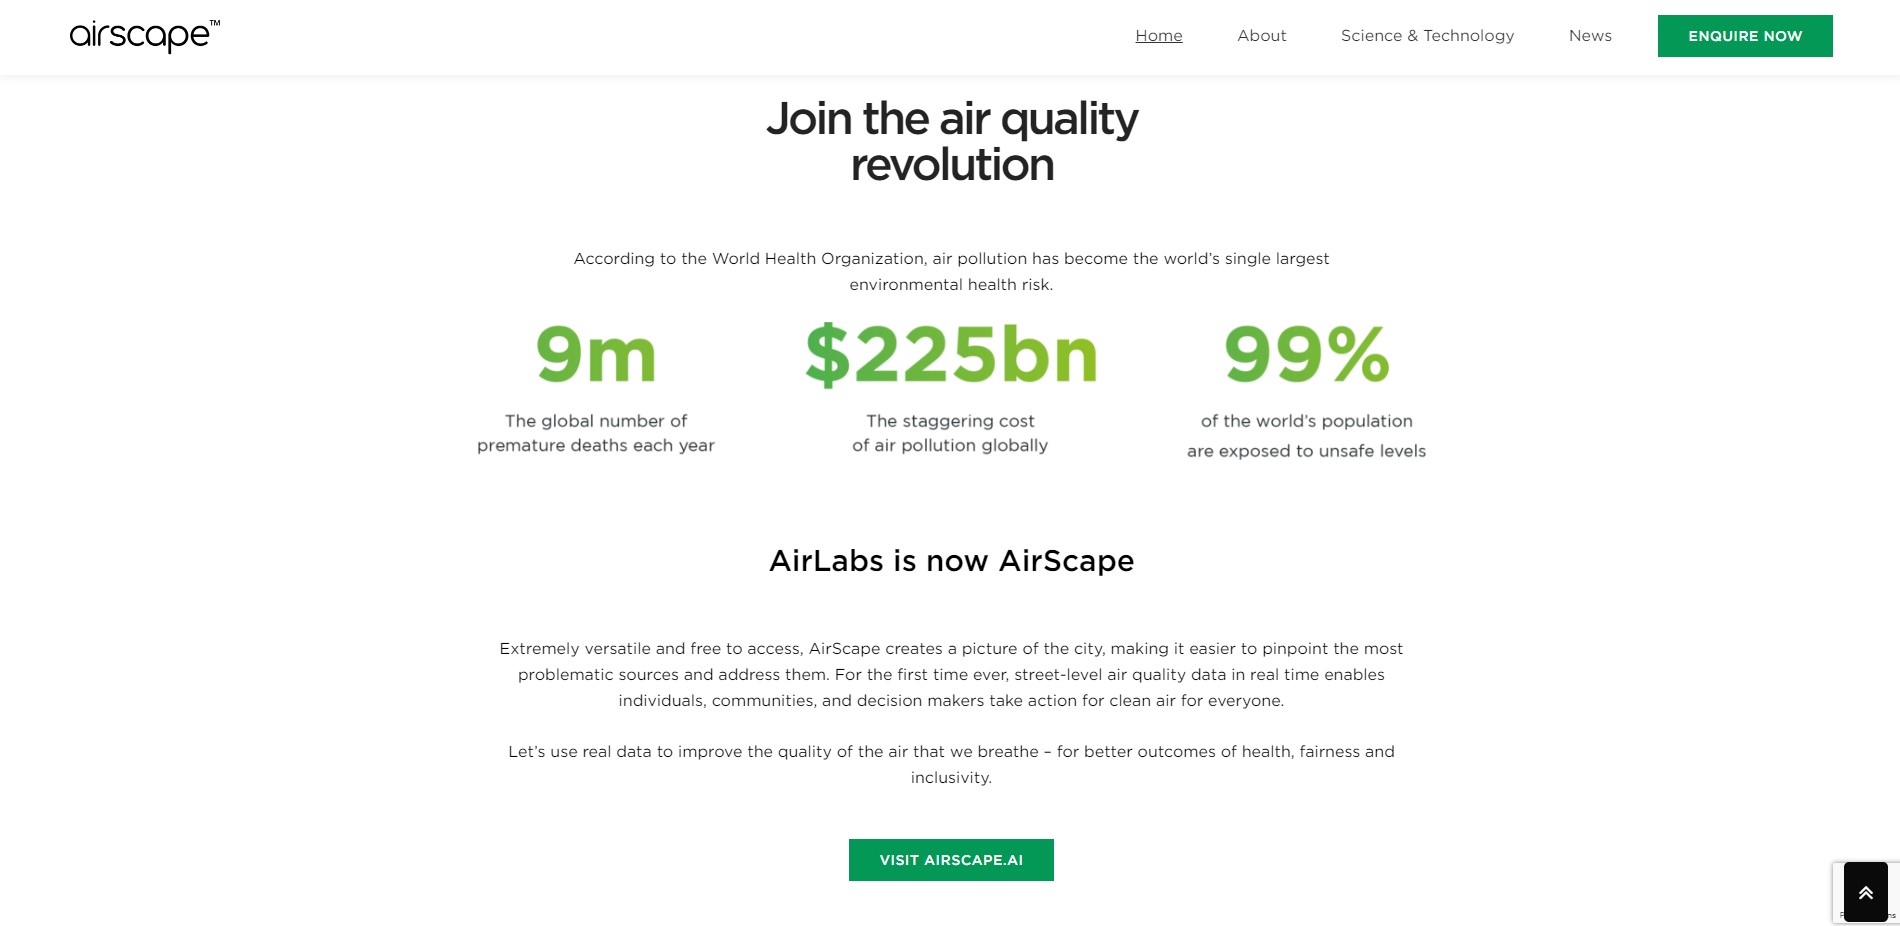 airscape™
Home
About
Science & Technology
News
ENQUIRE NOW
Join the air quality
revolution
According to the World Health Organization, air pollution has become the world’s single largest
environmental health risk.
9m
The global number of
premature deaths each year
$225bn
The staggering cost
of air pollution globally
99%
of the world’s population
are exposed to unsafe levels
AirLabs is now AirScape
Extremely versatile and free to access, AirScape creates a picture of the city, making it easier to pinpoint the most
problematic sources and address them. For the first time ever, street-level air quality data in real time enables
individuals, communities, and decision makers take action for clean air for everyone.
Let’s use real data to improve the quality of the air that we breathe – for better outcomes of health, fairness and
inclusivity.
VISIT AIRSCAPE.AI